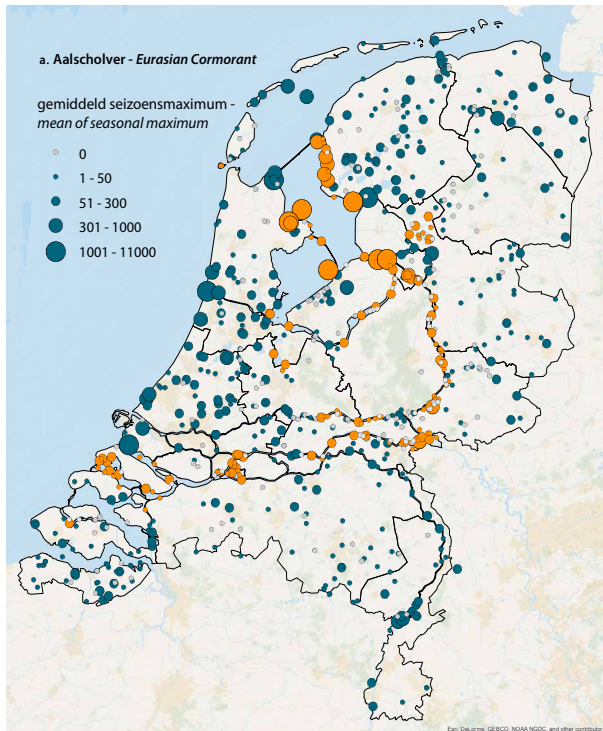 a. Aalscholver - Eurasian Cormorant
gemiddeld seizoensmaximum -
mean of seasonal maximum
0
1 - 50
51 - 300
301 - 1000
1001 - 11000
Esri, DeLorme, GEBCO, NOAA NGDC, and other contributor